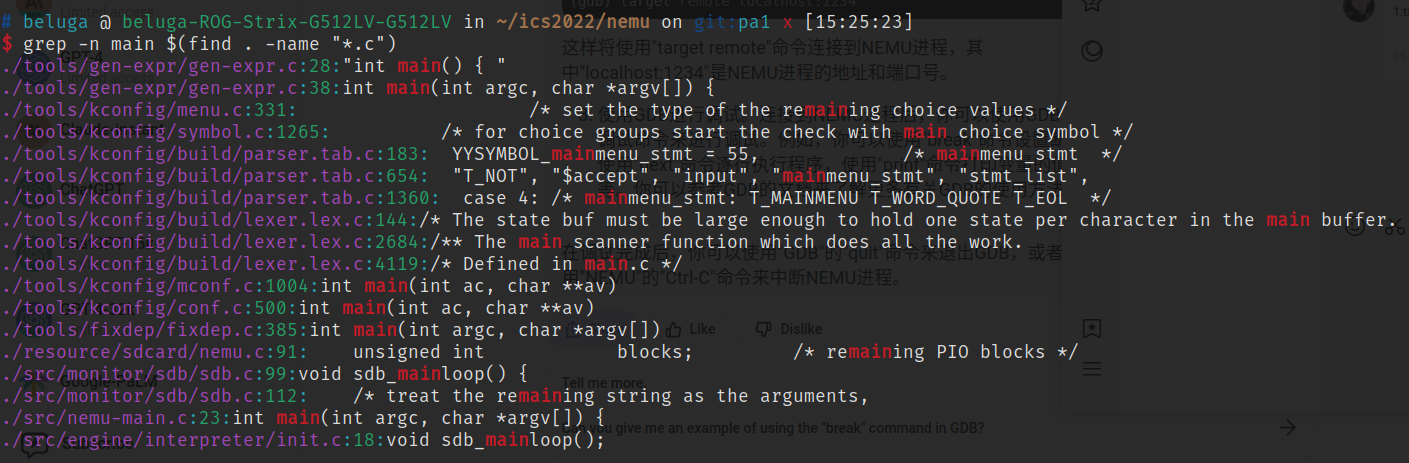 (gdb) target remote localhost:1234
# beluga @ beluga-ROG-Strix-G512LV-G512LV in ~/ics2022/nemu on git:pa1 x [15:25:23]
$ grep -n main $(find . -name "*.c")
./tools/gen-expr/gen-expr.c:28:"int main() { "
./tools/gen-expr/gen-expr.c:38:int main(int argc, char *argv[]) {
./tools/kconfig/menu.c:331: /* set the type of the remaining choice values */
./tools/kconfig/symbol.c:1265: /* for choice groups start the check with main choice symbol */
./tools/kconfig/build/parser.tab.c:183: YYSYMBOL_mainmenu_stmt = 55, /* mainmenu_stmt */
./tools/kconfig/build/parser.tab.c:654: "T_NOT", "$accept", "input", "mainmenu_stmt", "stmt_list",
./tools/kconfig/build/parser.tab.c:1360: case 4: /* mainmenu_stmt: T_MAINMENU T_WORD_QUOTE T_EOL */
./tools/kconfig/build/lexer.lex.c:144:/* The state buf must be large enough to hold one state per character in the main buffer.
./tools/kconfig/build/lexer.lex.c:2684:/** The main scanner function which does all the work.
./tools/kconfig/build/lexer.lex.c:4119:/* Defined in main.c */
./tools/kconfig/mconf.c:1004:int main(int ac, char **av)
./tools/kconfig/conf.c:500:int main(int ac, char **av)
./tools/fixdep/fixdep.c:385:int main(int argc, char *argv[])
./resource/sdcard/nemu.c:91: unsigned int blocks; /* remaining PIO blocks */
./src/monitor/sdb/sdb.c:99:void sdb_mainloop() {
./src/monitor/sdb/sdb.c:112: /* treat the remaining string as the arguments,
./src/nemu-main.c:23:int main(int argc, char *argv[]) {
./src/engine/interpreter/init.c:18:void sdb_mainloop();
这样将使用"target remote"命令连接到NEMU进程，其
中"localhost:1234"是NEMU进程的地址和端口号。
在调试完成后，你可以使用"GDB"的"quit"命令来退出GDB，或者
用"NEMU"的"Ctrl-C"命令来中断NEMU进程。
Like
Dislike
Tell me more
Can you give me an example of using the "break" command in GDB?
GPT-4
ChatGPT
Google-PaLM